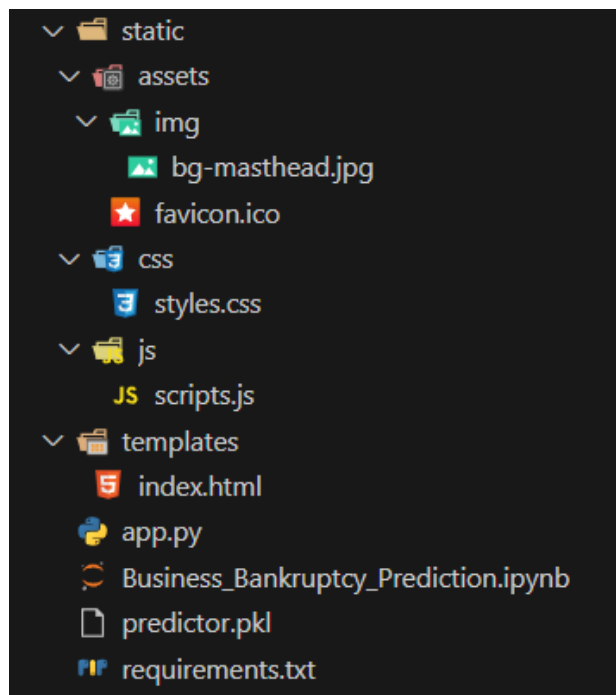 static
assets
img
bg-masthead.jpg
favicon.ico
css
styles.css
js
JS scripts.js
templates
index.html
app.py
Business_Bankruptcy_Prediction.ipynb
predictor.pkl
requirements.txt